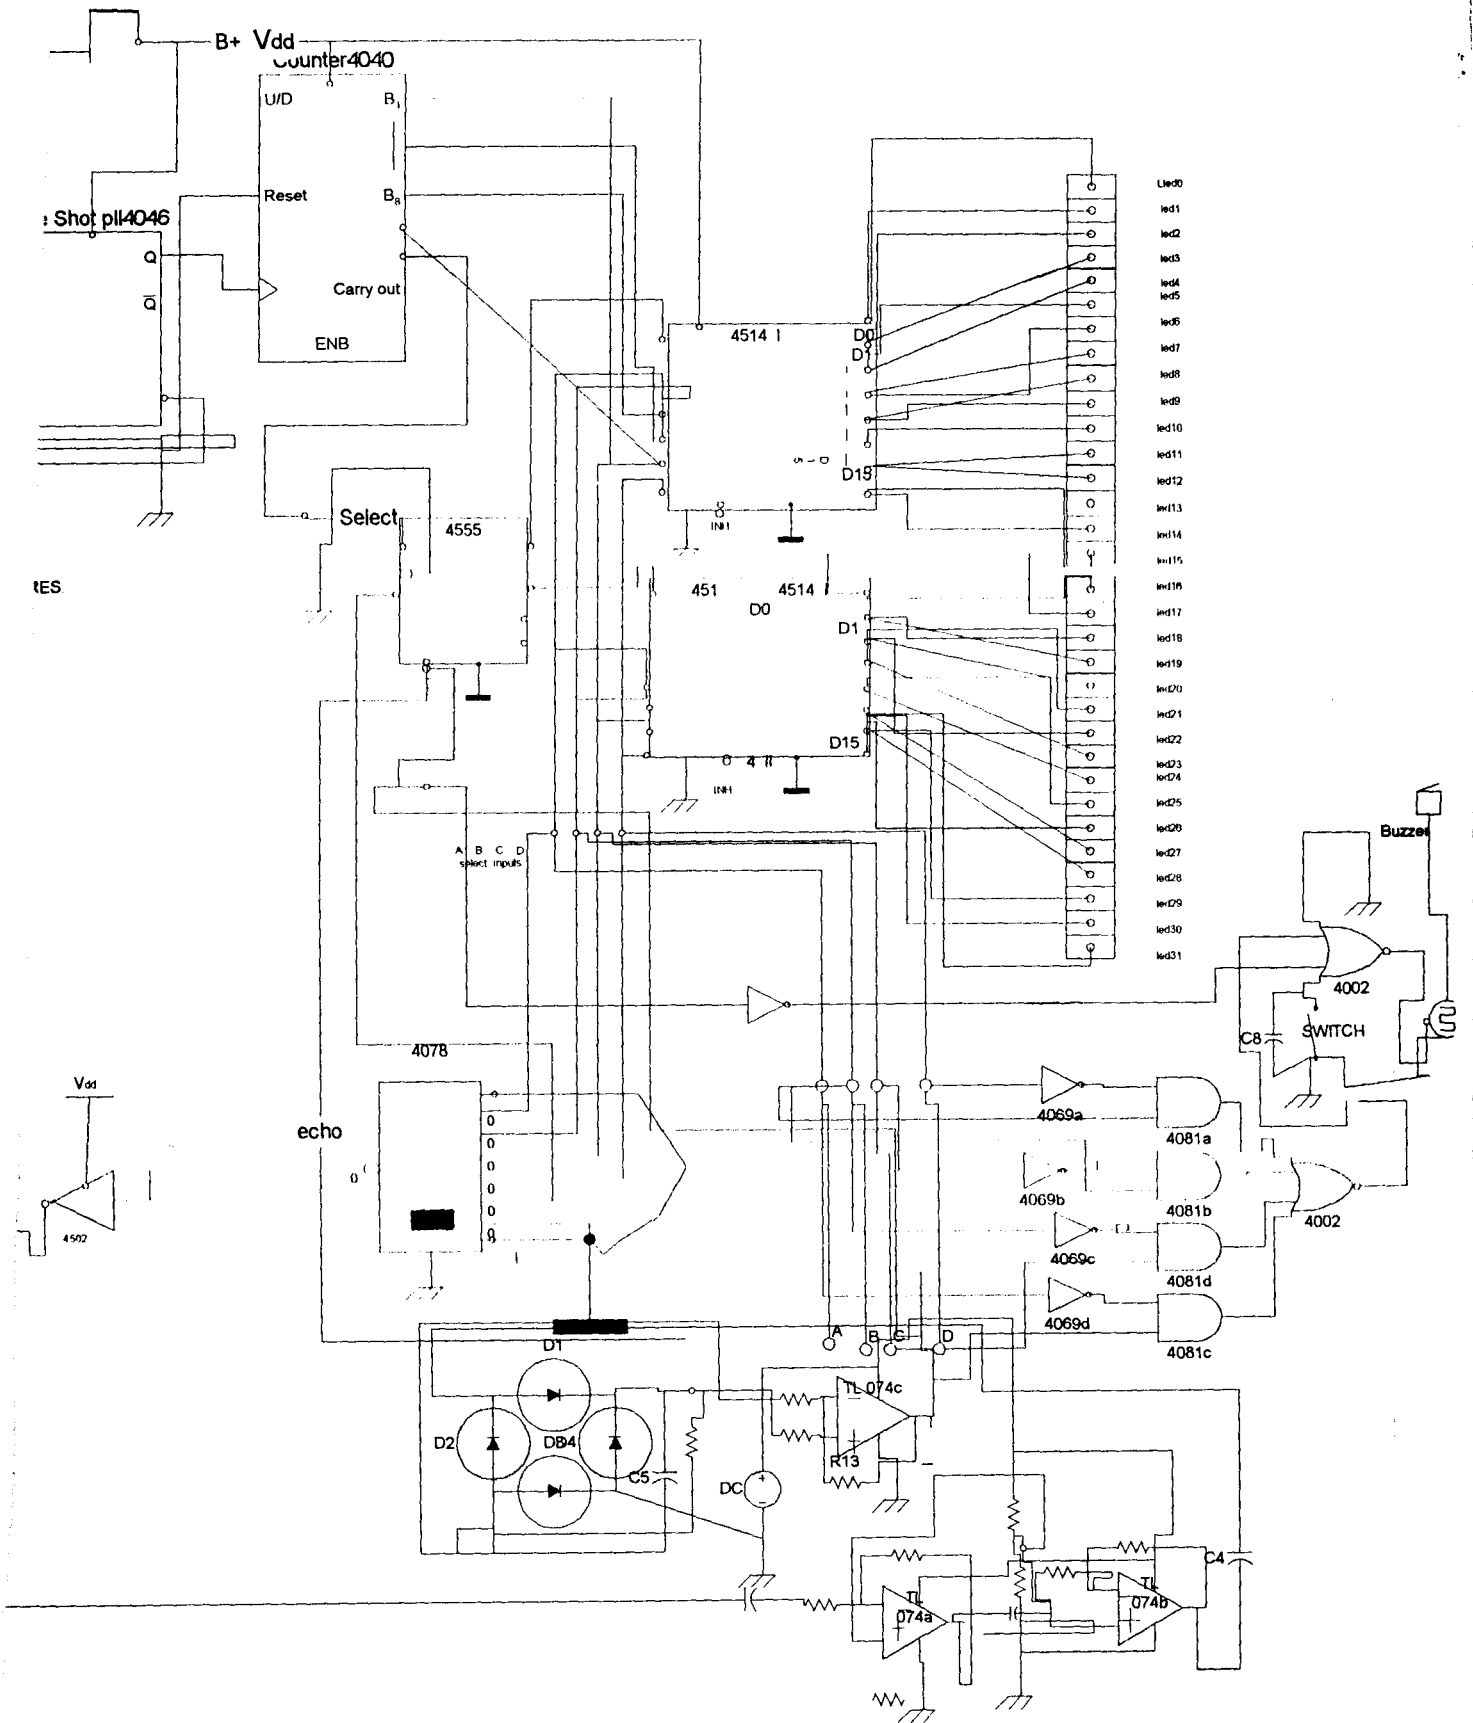 B+ Vdd
Counter4040
U/D
B1
Reset
B8
Shot pll4046
Q
Q
Carry out
ENB
4514
D0
D1
D15
INH
Select
4555
RES
451
4514
D0
D1
D15
INH
Lled0
led1
led2
led3
led4
led5
led6
led7
led8
led9
led10
led11
led12
led13
led14
led15
led16
led17
led18
led19
led20
led21
led22
led23
led24
led25
led26
led27
led28
led29
led30
led31
A B C D
select inputs
Buzzer
4002
C8
SWITCH
4078
Vdd
echo
4502
4069a
4081a
4069b
4081b
4002
4069c
4081d
4069d
4081c
A
B
C
D
D1
D2
D84
C5
TL 074c
R13
DC
TL
074a
TL
074b
C4